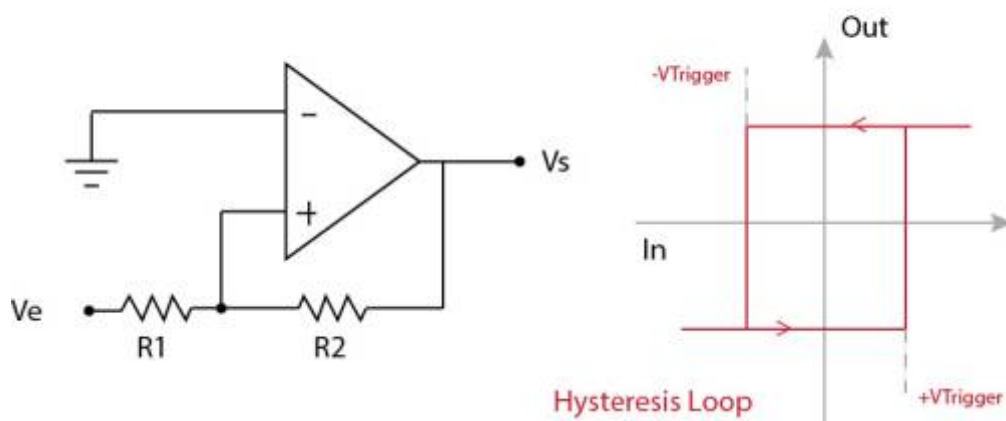 -
+
Vs
Ve
R1
R2
Out
-VTrigger
In
+VTrigger
Hysteresis Loop